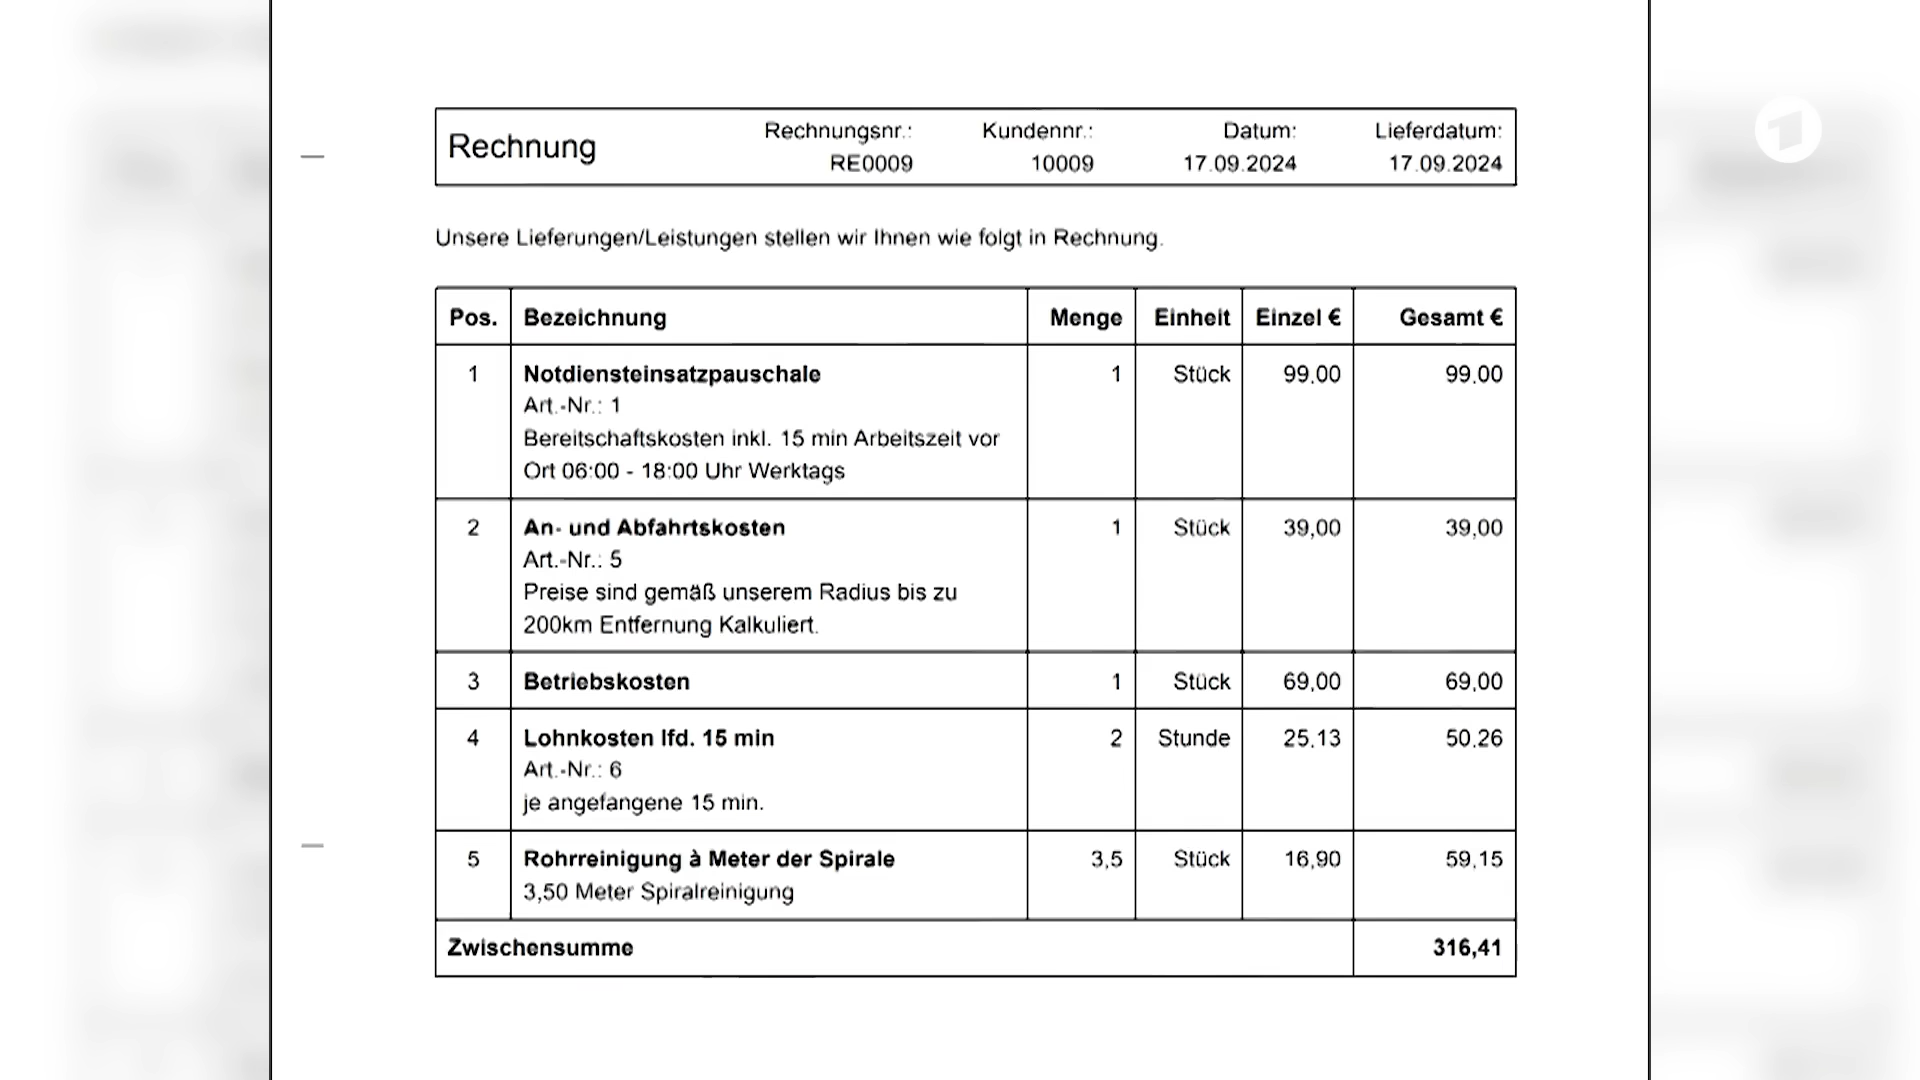 Rechnung
Rechnungsnr.: Kundennr.: Datum: Lieferdatum:
RE0009 10009 17.09.2024 17.09.2024
Unsere Lieferungen/Leistungen stellen wir Ihnen wie folgt in Rechnung.
Pos. Bezeichnung Menge Einheit Einzel € Gesamt €
1 Notdiensteinsatzpauschale 1 Stück 99,00 99,00
Art.-Nr.: 1
Bereitschaftskosten inkl. 15 min Arbeitszeit vor
Ort 06:00 - 18:00 Uhr Werktags
2 An- und Abfahrtskosten 1 Stück 39,00 39,00
Art.-Nr.: 5
Preise sind gemäß unserem Radius bis zu
200km Entfernung Kalkuliert.
3 Betriebskosten 1 Stück 69,00 69,00
4 Lohnkosten lfd. 15 min 2 Stunde 25,13 50,26
Art.-Nr.: 6
je angefangene 15 min.
5 Rohrreinigung à Meter der Spirale 3,5 Stück 16,90 59,15
3,50 Meter Spiralreinigung
Zwischensumme 316,41
1